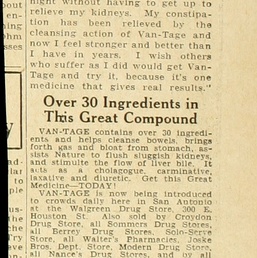 night without having to get up to
relieve my kidneys. My constipa-
tion has been relieved by the
cleansing action of Van-Tage and
now I feel stronger and better than
I have in years. I wish others
who suffer as I did would get Van-
Tage and try it, because it's one
medicine that gives real results."
Over 30 Ingredients in
This Great Compound
VAN-TAGE contains over 30 ingredi-
ents, and helps cleanse bowels, brings
forth gas and bloat from stomach, as-
sists Nature to flush sluggish kidneys,
and stimulate the flow of liver bile. It
acts as a cholagogue, carminative,
laxative and diuretic. Get this Great
Medicine—TODAY!
VAN-TAGE is now being introduced
to crowds daily here in San Antonio
at the Walgreen Drug Store, 300 E.
Houston St. Also sold by Croydon
Drug Store, all Sommers Drug Stores,
all Berrey Drug Stores, Solo-Serve
Store, all Walter's Pharmacies, Joske
Bros. Dept. Store, Modern Drug Stores,
all Nance's Drug Stores, and by all